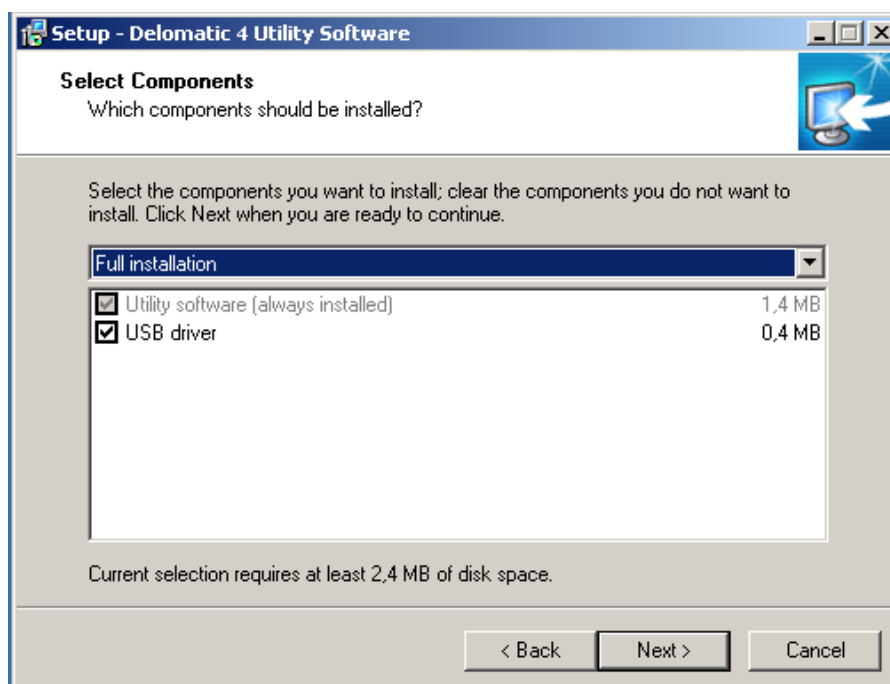 Setup - Delomatic 4 Utility Software
Select Components
Which components should be installed?
Select the components you want to install; clear the components you do not want to
install. Click Next when you are ready to continue.
Full installation
Utility software (always installed) 1,4 MB
USB driver 0,4 MB
Current selection requires at least 2,4 MB of disk space.
< Back Next > Cancel